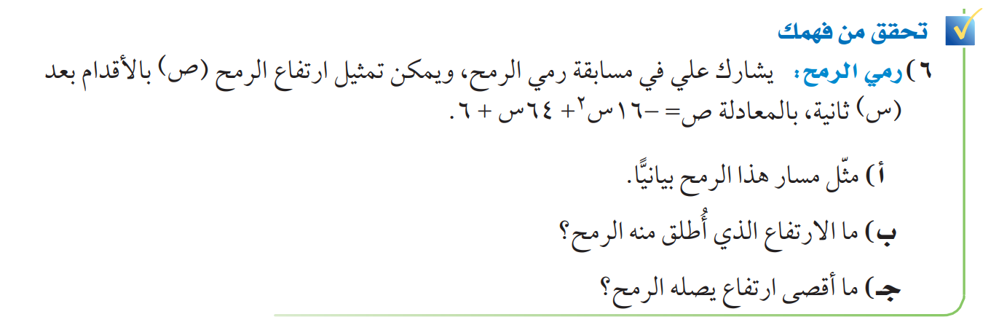 تحقق من فهمك
٦) رمي الرمح: يشارك علي في مسابقة رمي الرمح، ويمكن تمثيل ارتفاع الرمح (ص) بالأقدام بعد
(س) ثانية، بالمعادلة ص= –١٦س٢+ ٦٤س + ٦.
أ) مثّل مسار هذا الرمح بيانيًّا.
ب) ما الارتفاع الذي أُطلق منه الرمح؟
جـ) ما أقصى ارتفاع يصله الرمح؟